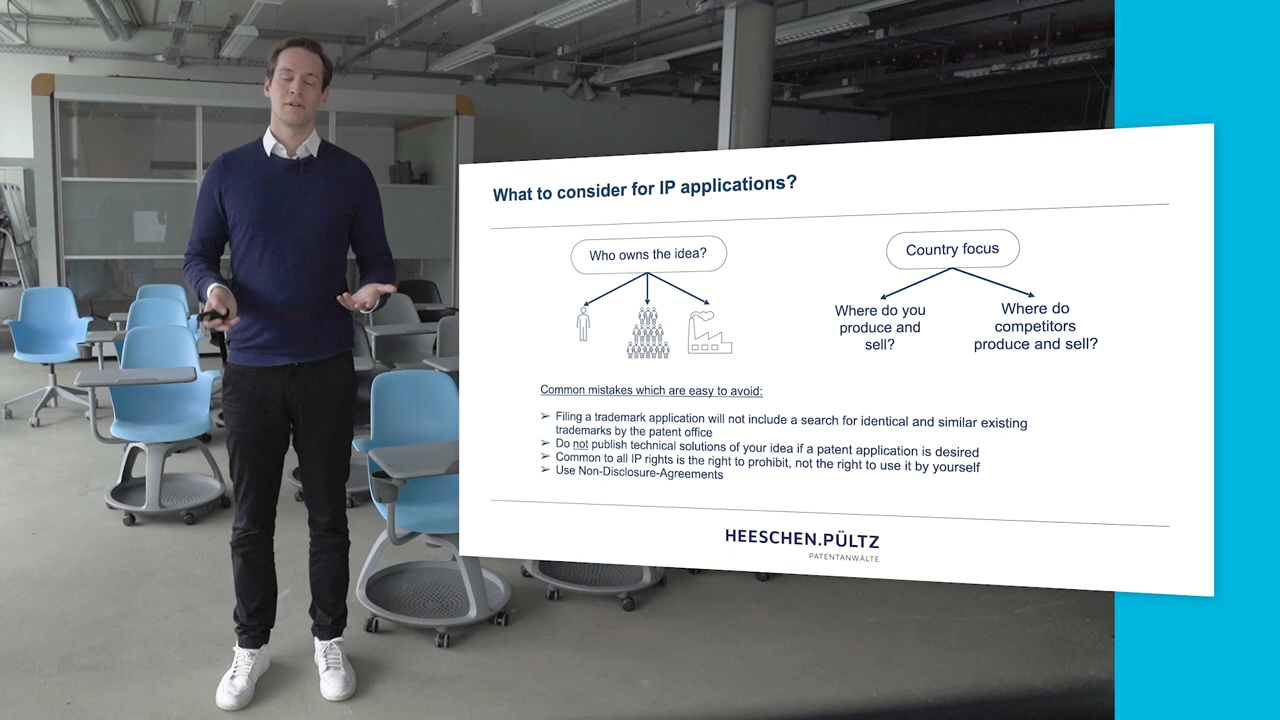 What to consider for IP applications?
Who owns the idea?
Country focus
Where do you
produce and
sell?
Where do
competitors
produce and sell?
Common mistakes which are easy to avoid:
➢ Filing a trademark application will not include a search for identical and similar existing
trademarks by the patent office
➢ Do not publish technical solutions of your idea if a patent application is desired
➢ Common to all IP rights is the right to prohibit, not the right to use it by yourself
➢ Use Non-Disclosure-Agreements
HEESCHEN.PÜLTZ
PATENTANWÄLTE